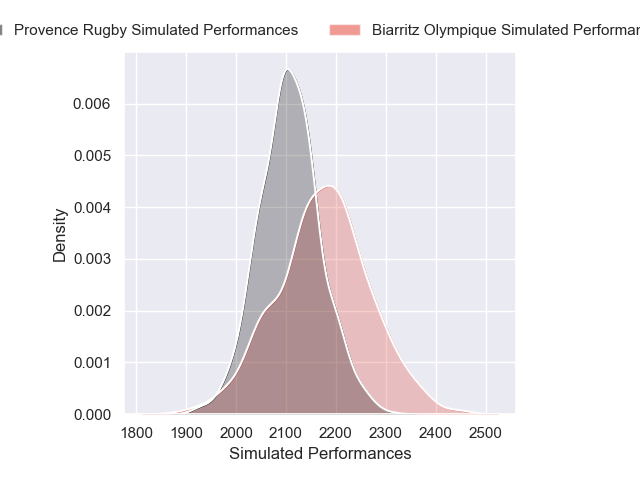 Provence Rugby Simulated Performances
Biarritz Olympique Simulated
0.006
0.005
0.004
0.003
0.002
0.001
0.000
Density
1800 1900 2000 2100 2200 2300 2400 2500
Simulated Performances